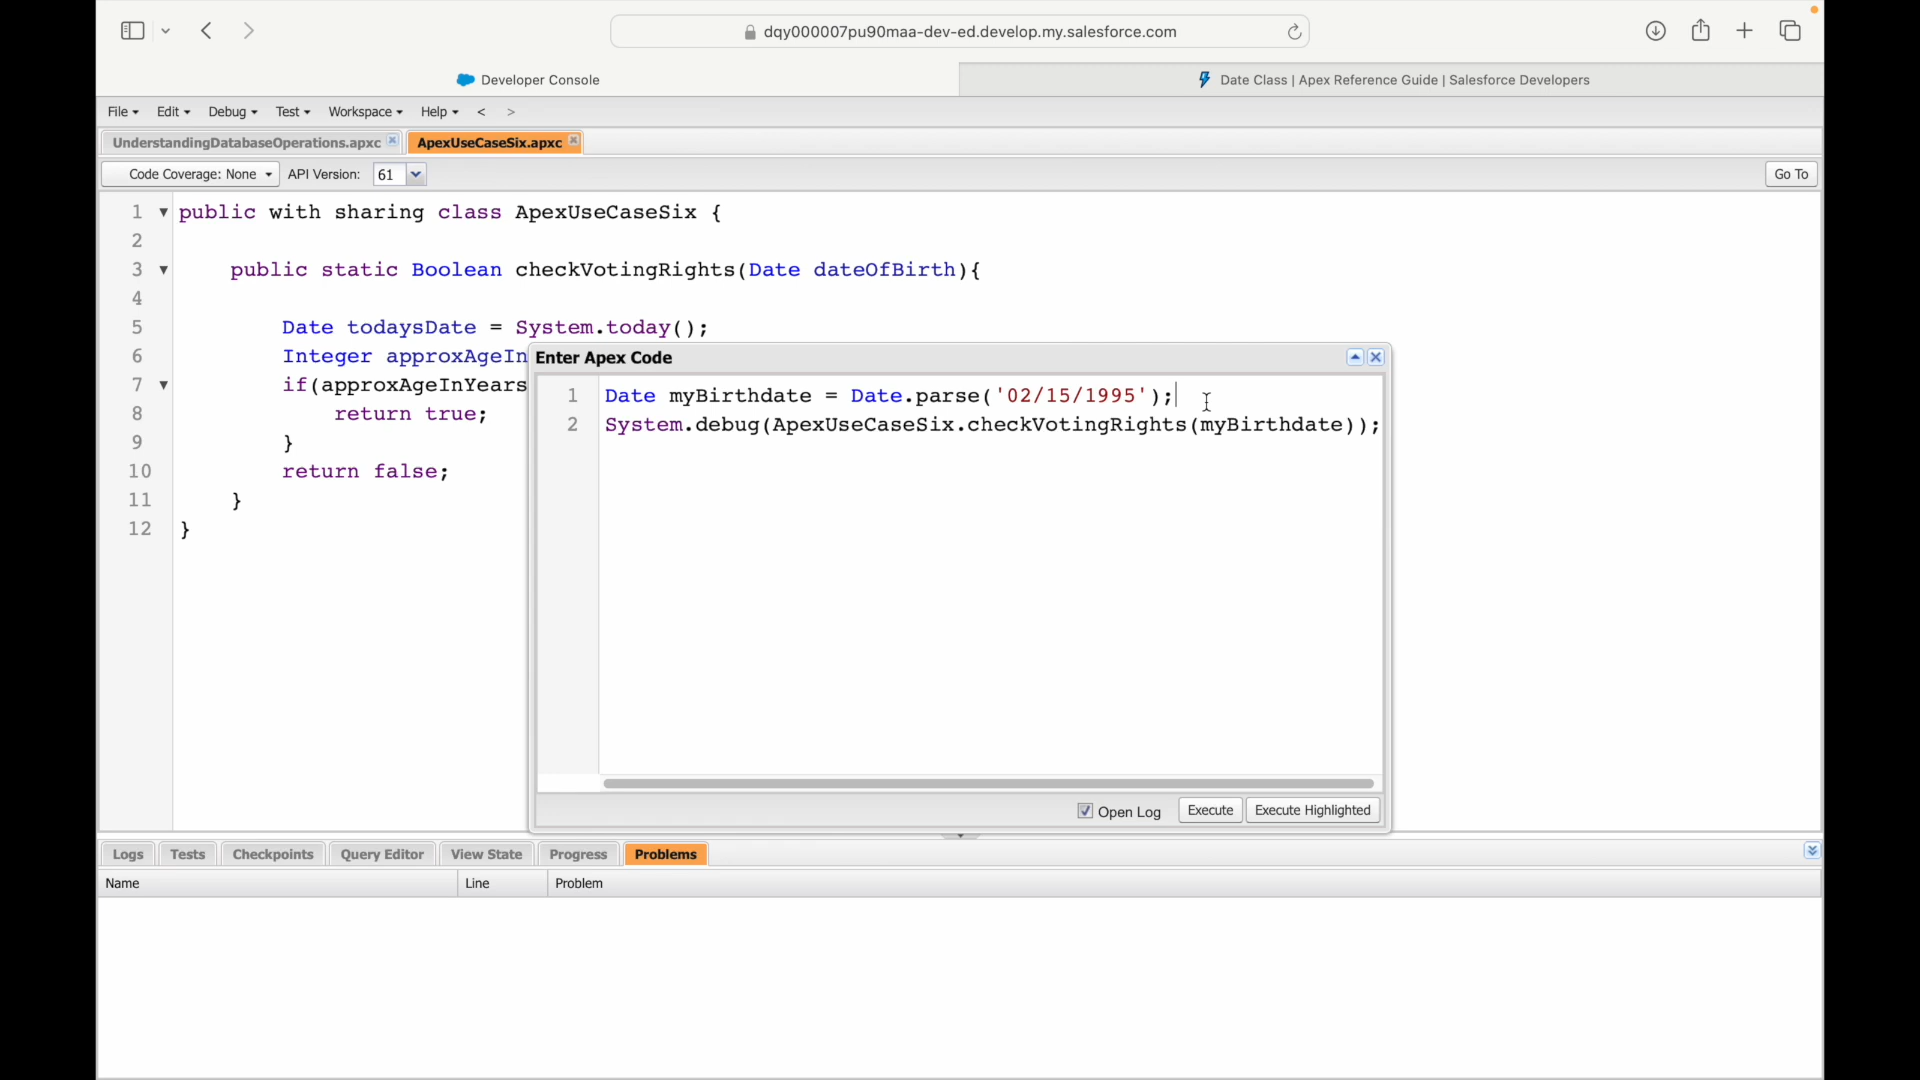 dqy000007pu90maa-dev-ed.develop.my.salesforce.com
Developer Console
Date Class | Apex Reference Guide | Salesforce Developers
File Edit Debug Test Workspace Help < >
UnderstandingDatabaseOperations.apxc ApexUseCaseSix.apxc
Code Coverage: None API Version: 61 Go To
1 public with sharing class ApexUseCaseSix {
2
3 public static Boolean checkVotingRights(Date dateOfBirth){
4
5 Date todaysDate = System.today();
6 Integer approxAgeIn
7 if(approxAgeInYears
8 return true;
9 }
10 return false;
11 }
12 }
Enter Apex Code
1 Date myBirthdate = Date.parse('02/15/1995');
2 System.debug(ApexUseCaseSix.checkVotingRights(myBirthdate));
Open Log Execute Execute Highlighted
Logs Tests Checkpoints Query Editor View State Progress Problems
Name Line Problem